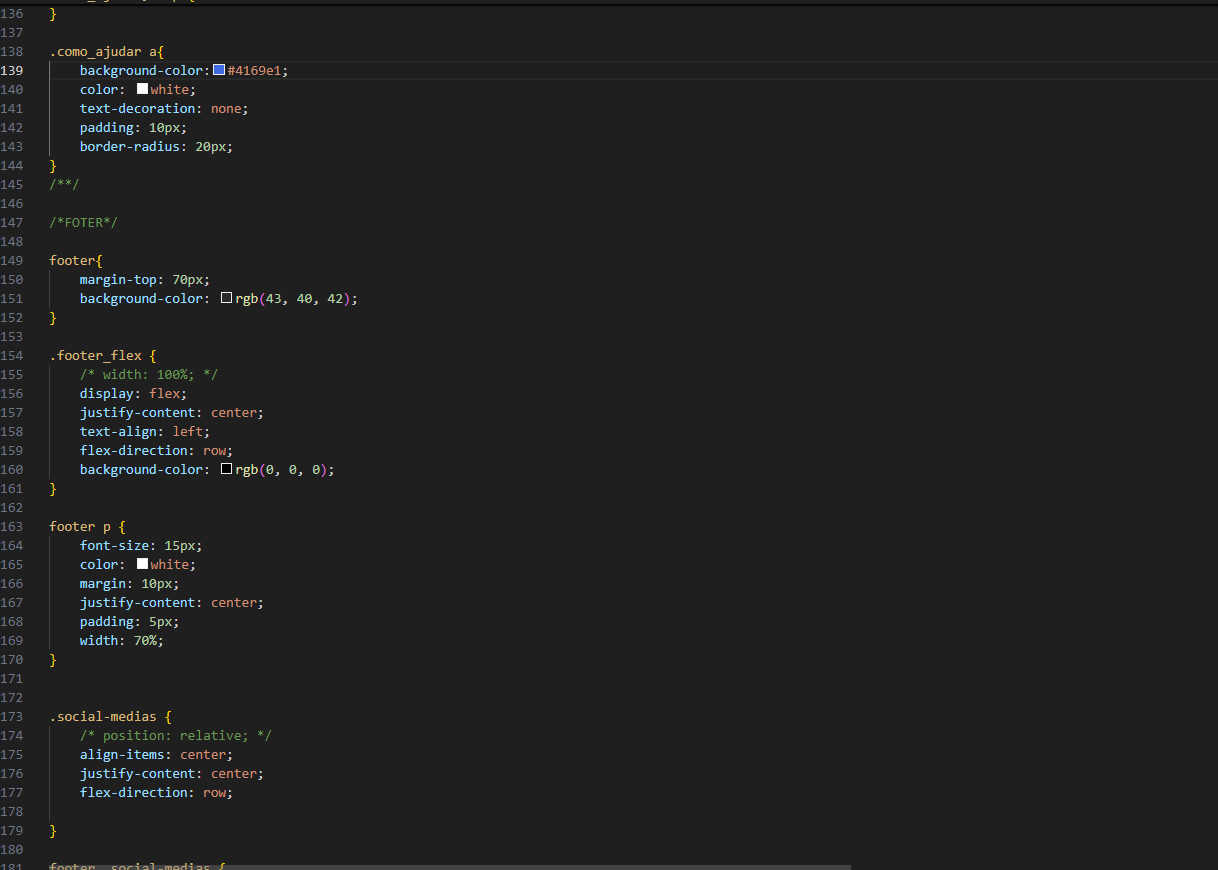 136 }
137
138 .como_ajudar a{
139 background-color: #4169e1;
140 color: white;
141 text-decoration: none;
142 padding: 10px;
143 border-radius: 20px;
144 }
145 /**/
146
147 /*FOTER*/
148
149 footer{
150 margin-top: 70px;
151 background-color: rgb(43, 40, 42);
152 }
153
154 .footer_flex {
155 /* width: 100%; */
156 display: flex;
157 justify-content: center;
158 text-align: left;
159 flex-direction: row;
160 background-color: rgb(0, 0, 0);
161 }
162
163 footer p {
164 font-size: 15px;
165 color: white;
166 margin: 10px;
167 justify-content: center;
168 padding: 5px;
169 width: 70%;
170 }
171
172
173 .social-medias {
174 /* position: relative; */
175 align-items: center;
176 justify-content: center;
177 flex-direction: row;
178
179 }
180
181 footer .social-medias {